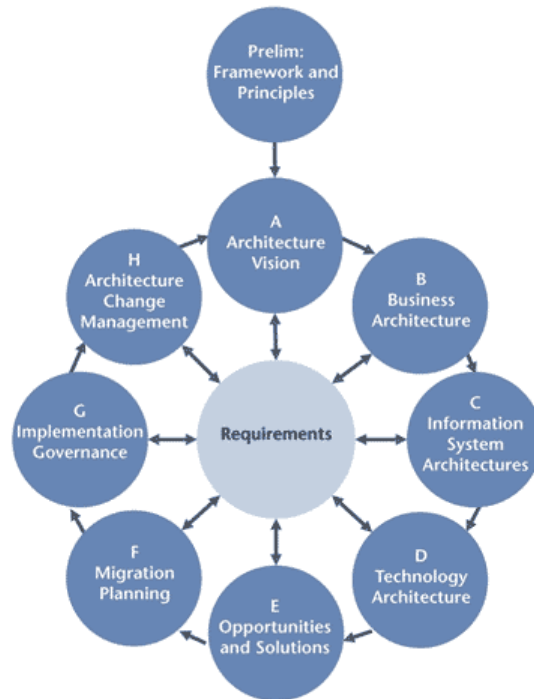 Prelim:
Framework and
Principles
A
Architecture
Vision
B
Business
Architecture
C
Information
System
Architectures
D
Technology
Architecture
E
Opportunities
and Solutions
F
Migration
Planning
G
Implementation
Governance
H
Architecture
Change
Management
Requirements